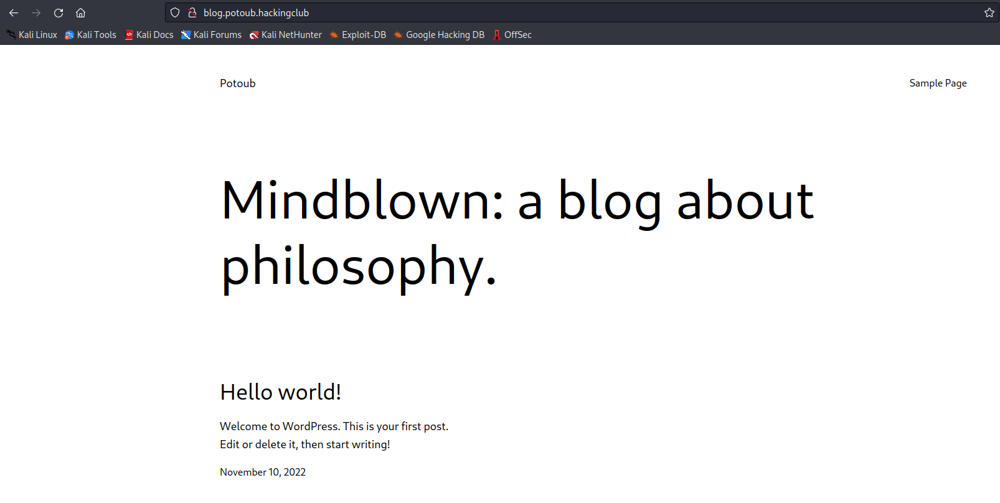 blog.potoub.hackingclub
Kali Linux Kali Tools Kali Docs Kali Forums Kali NetHunter Exploit-DB Google Hacking DB OffSec
Potoub Sample Page
Mindblown: a blog about
philosophy.
Hello world!
Welcome to WordPress. This is your first post.
Edit or delete it, then start writing!
November 10, 2022